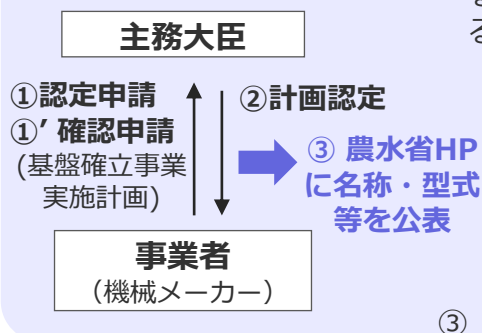 主務大臣
る
①認定申請
①’確認申請
(基盤確立事業
実施計画)
②計画認定
③ 農水省HP
に名称・型式
等を公表
事業者
（機械メーカー）
③